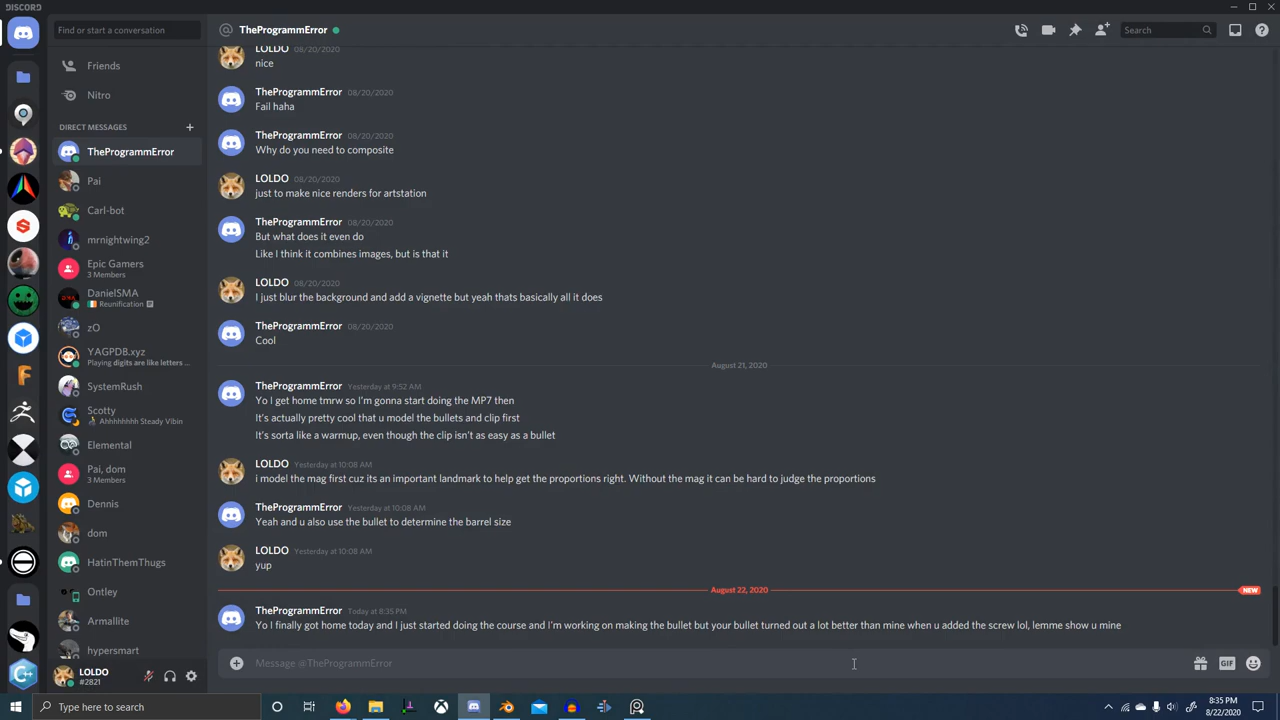 DISCORD
Find or start a conversation
TheProgrammError
Search
Friends
Nitro
DIRECT MESSAGES
TheProgrammError
Pai
Carl-bot
mrnightwing2
Epic Gamers
3 Members
DanielSMA
Reunification
zO
YAGPDB.xyz
Playing digits are like letters ...
SystemRush
Scotty
Ahhhhhhhh Steady Vibin
Elemental
Pai, dom
3 Members
Dennis
dom
HatinThemThugs
Ontley
Armallite
hypersmart
LOLDO
#2821
LOLDO 08/20/2020
nice
TheProgrammError 08/20/2020
Fail haha
TheProgrammError 08/20/2020
Why do you need to composite
LOLDO 08/20/2020
just to make nice renders for artstation
TheProgrammError 08/20/2020
But what does it even do
Like I think it combines images, but is that it
LOLDO 08/20/2020
I just blur the background and add a vignette but yeah thats basically all it does
TheProgrammError 08/20/2020
Cool
August 21, 2020
TheProgrammError Yesterday at 9:52 AM
Yo I get home tmrw so I'm gonna start doing the MP7 then
It's actually pretty cool that u model the bullets and clip first
It's sorta like a warmup, even though the clip isn't as easy as a bullet
LOLDO Yesterday at 10:08 AM
i model the mag first cuz its an important landmark to help get the proportions right. Without the mag it can be hard to judge the proportions
TheProgrammError Yesterday at 10:08 AM
Yeah and u also use the bullet to determine the barrel size
LOLDO Yesterday at 10:08 AM
yup
August 22, 2020 NEW
TheProgrammError Today at 8:35 PM
Yo I finally got home today and I just started doing the course and I'm working on making the bullet but your bullet turned out a lot better than mine when u added the screw lol, lemme show u mine
Message @TheProgrammError
GIF
Type here to search
8:35 PM
8/22/2020